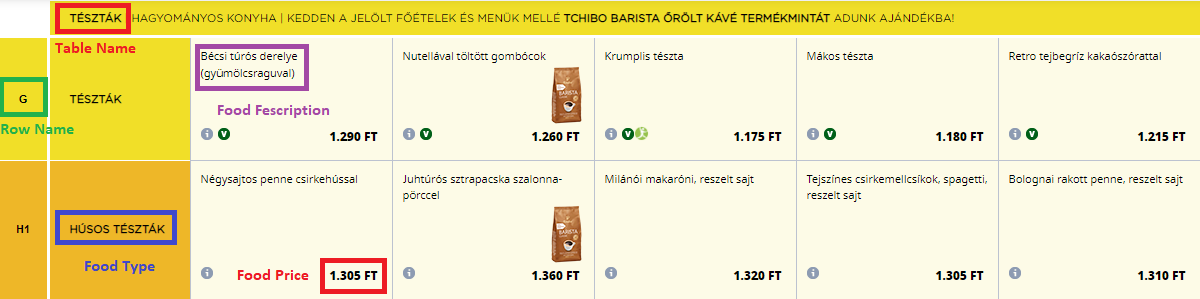 TÉSZTÁK HAGYOMÁNYOS KONYHA | KEDDEN A JELÖLT FŐÉTELEK ÉS MENÜK MELLÉ TCHIBO BARISTA ŐRÖLT KÁVÉ TERMÉKMINTÁT ADUNK AJÁNDÉKBA!
Table Name
G
Row Name
TÉSZTÁK
Bécsi túrós derelye
(gyümölcsraguval)
Food Fescription
1.290 FT
Nutellával töltött gombócok
BARISTA
1.260 FT
Krumplis tészta
1.175 FT
Mákos tészta
1.180 FT
Retro tejbegríz kakaószórattal
1.215 FT
H1
HÚSOS TÉSZTÁK
Food Type
Négysajtos penne csirkehússal
Food Price
1.305 FT
Juhtúrós sztrapacska szalonna-
pörccel
BARISTA
1.360 FT
Milánói makaróni, reszelt sajt
1.320 FT
Tejszínes csirkemellcsíkok, spagetti,
reszelt sajt
1.305 FT
Bolognai rakott penne, reszelt sajt
1.310 FT